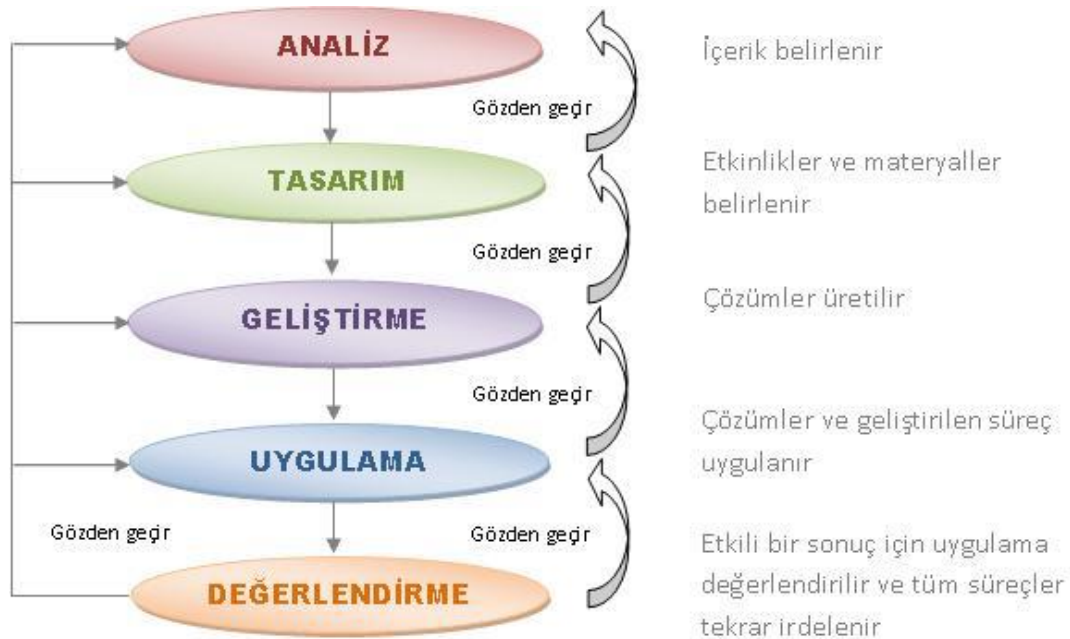 ANALİZ
İçerik belirlenir
Gözden geçir
TASARIM
Etkinlikler ve materyaller
belirlenir
Gözden geçir
GELİŞTİRME
Çözümler üretilir
Gözden geçir
UYGULAMA
Çözümler ve geliştirilen süreç
uygulanır
Gözden geçir
Gözden geçir
DEĞERLENDİRME
Etkili bir sonuç için uygulama
değerlendirilir ve tüm süreçler
tekrar irdelenir